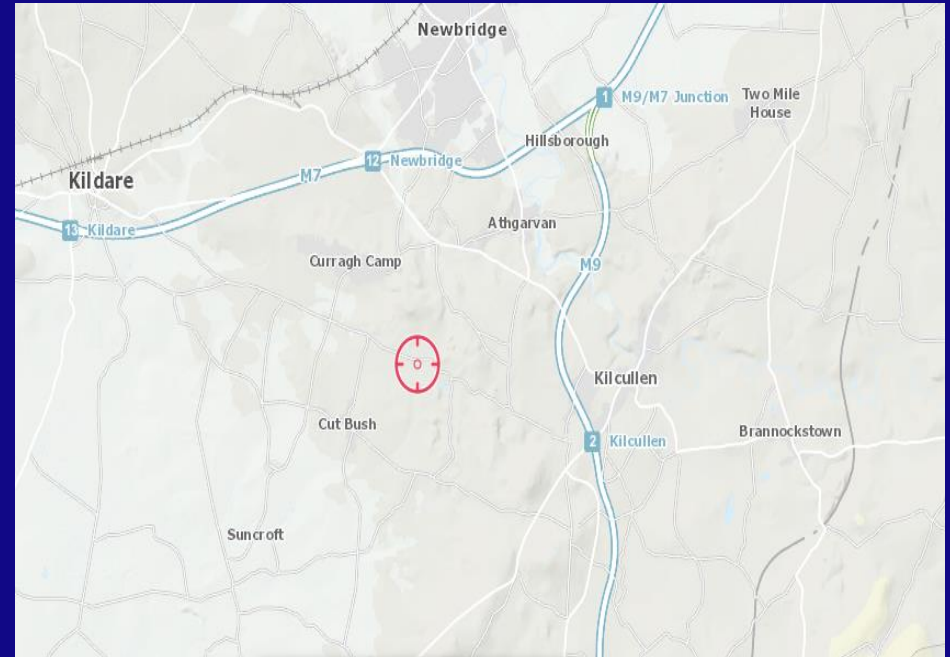 Newbridge
1 M9/M7 Junction
Two Mile
House
Hillsborough
12 Newbridge
M7
Kildare
13 Kildare
Athgarvan
Curragh Camp
M9
Kilcullen
Cut Bush
2 Kilcullen
Brannockstown
Suncroft